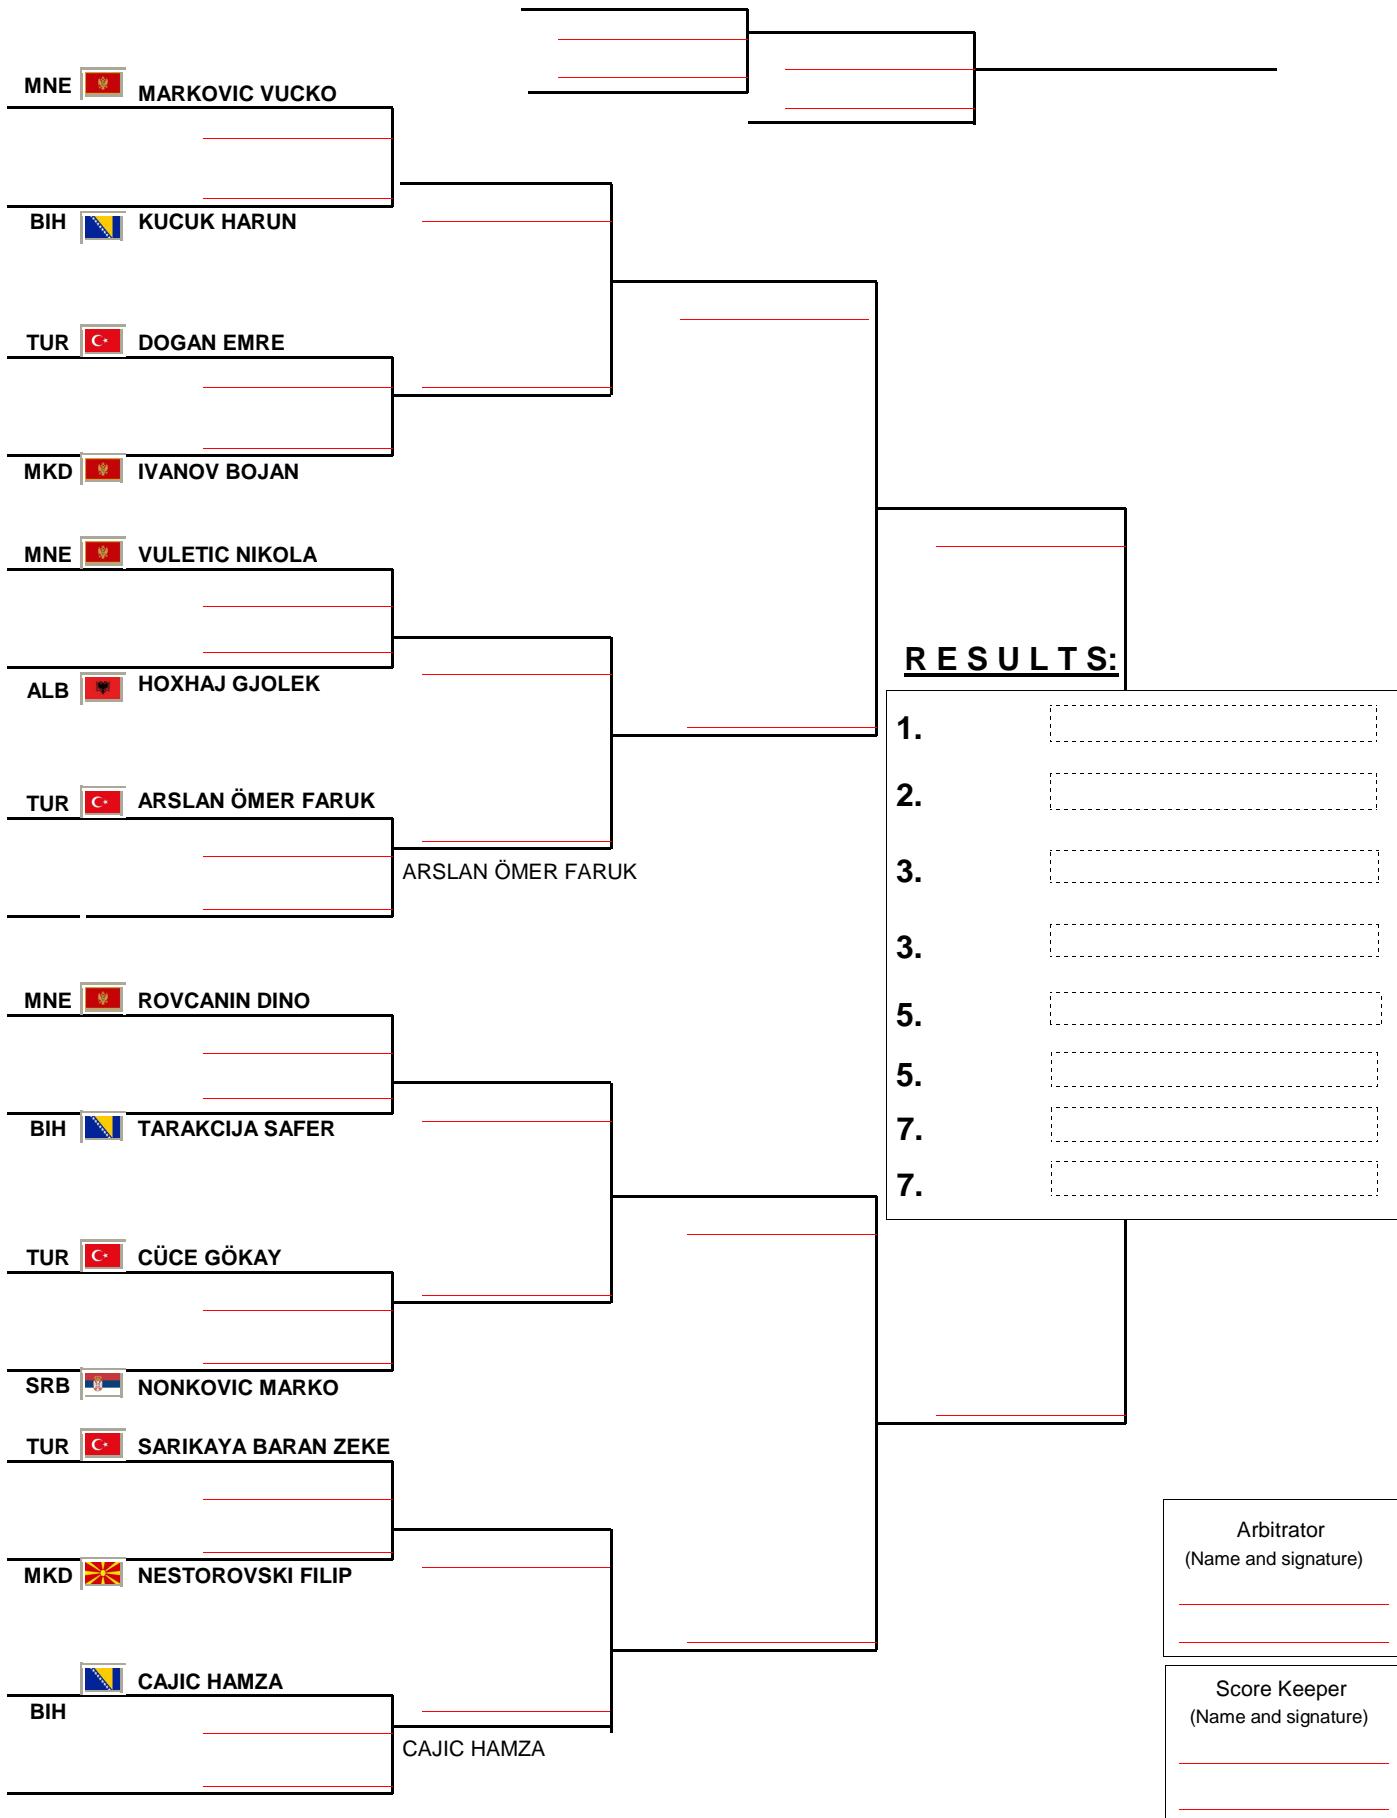 MNE MARKOVIC VUCKO
BIH KUCUK HARUN
TUR DOGAN EMRE
MKD IVANOV BOJAN
MNE VULETIC NIKOLA
ALB HOXHAJ GJOLEK
TUR ARSLAN ÖMER FARUK
ARSLAN ÖMER FARUK
MNE ROVCANIN DINO
BIH TARAKCIJA SAFER
TUR CÜCE GÖKAY
SRB NONKOVIC MARKO
TUR SARIKAYA BARAN ZEKE
MKD NESTOROVSKI FILIP
CAJIC HAMZA
BIH
CAJIC HAMZA
R E S U L T S:
1.
2.
3.
3.
5.
5.
7.
7.
Arbitrator
(Name and signature)
Score Keeper
(Name and signature)